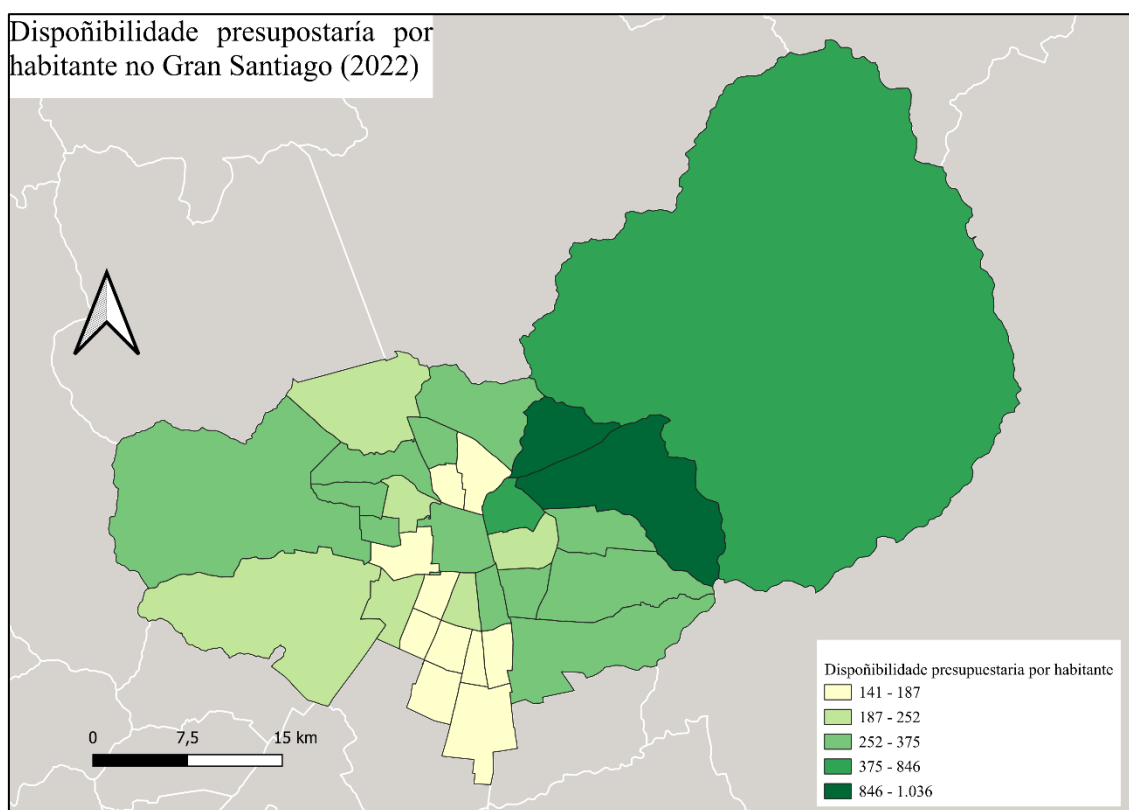 Dispoñibilidade presupostaría por
habitante no Gran Santiago (2022)
0 7,5 15 km
Dispoñibilidade presupuestaria por habitante
141 - 187
187 - 252
252 - 375
375 - 846
846 - 1.036